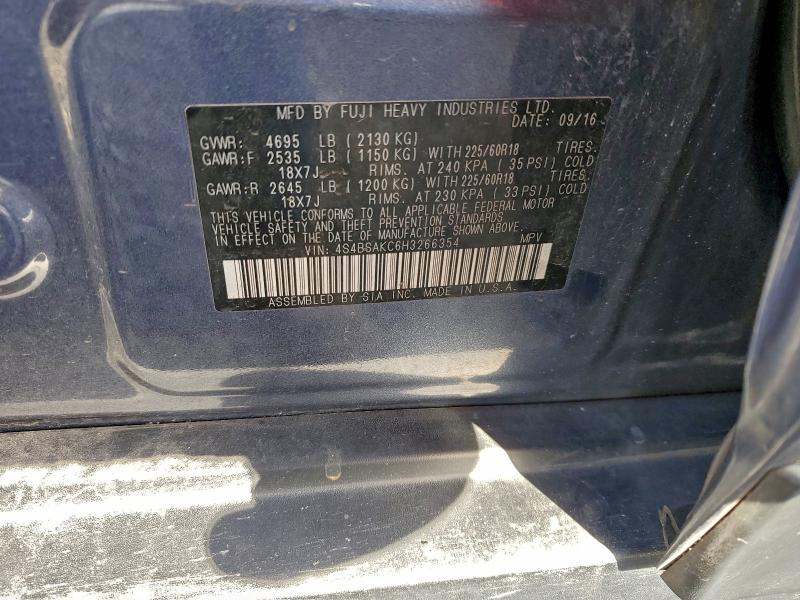 MFD BY FUJI HEAVY INDUSTRIES LTD.
DATE: 09/16
GVWR: 4695 LB ( 2130 KG)
GAWR:F 2535 LB ( 1150 KG) WITH 225/60R18 TIRES.
18X7J RIMS. AT 240 KPA ( 35 PSI) COLD
GAWR:R 2645 LB ( 1200 KG) WITH 225/60R18 TIRES.
18X7J RIMS. AT 230 KPA ( 33 PSI) COLD
THIS VEHICLE CONFORMS TO ALL APPLICABLE FEDERAL MOTOR
VEHICLE SAFETY AND THEFT PREVENTION STANDARDS
IN EFFECT ON THE DATE OF MANUFACTURE SHOWN ABOVE.
VIN: 4S4BSAKC6H3266354 MPV
ASSEMBLED BY SIA INC. MADE IN U.S.A.